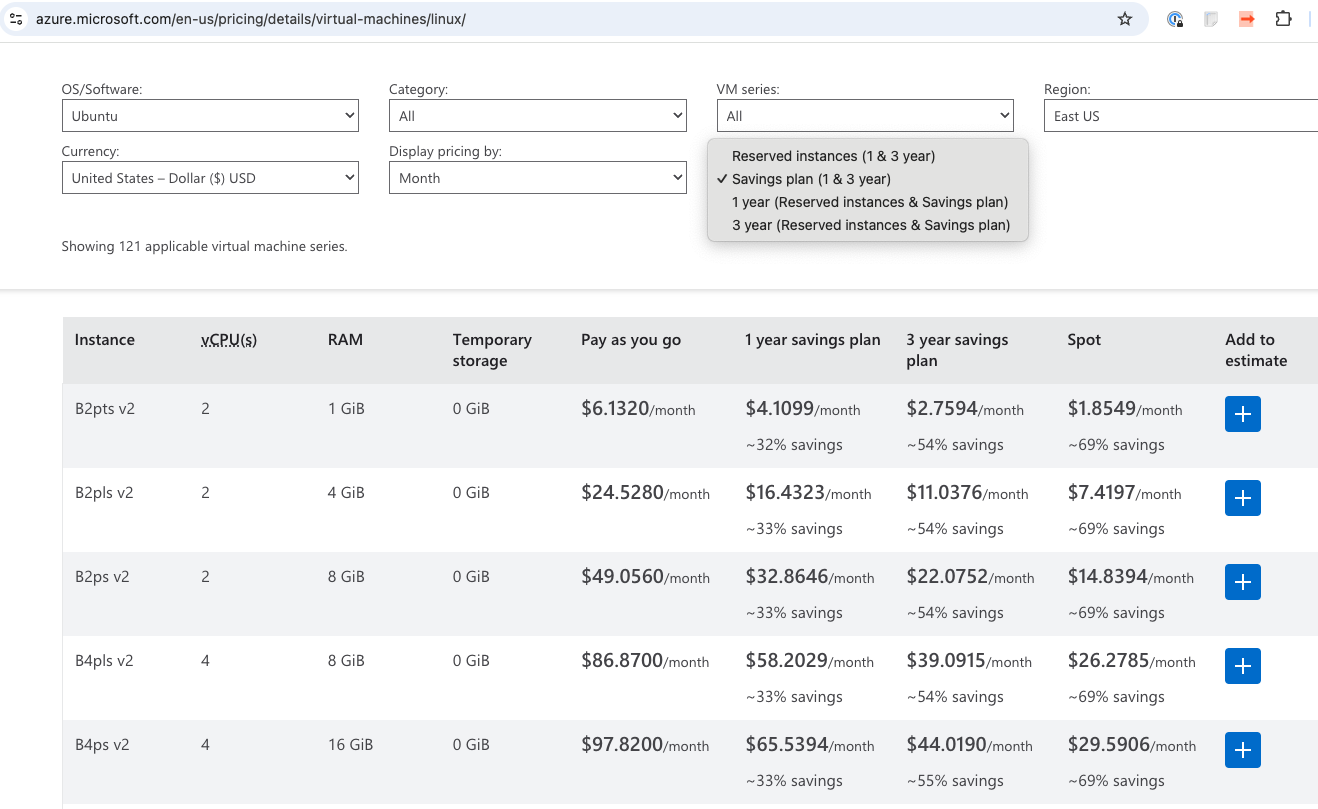 azure.microsoft.com/en-us/pricing/details/virtual-machines/linux/
OS/Software: Category: VM series: Region:
Ubuntu All All East US
Currency: Display pricing by:
United States – Dollar ($) USD Month
Reserved instances (1 & 3 year)
✓ Savings plan (1 & 3 year)
1 year (Reserved instances & Savings plan)
3 year (Reserved instances & Savings plan)
Showing 121 applicable virtual machine series.
Instance vCPU(s) RAM Temporary storage Pay as you go 1 year savings plan 3 year savings plan Spot Add to estimate
B2pts v2 2 1 GiB 0 GiB $6.1320/month $4.1099/month $2.7594/month $1.8549/month +
~32% savings ~54% savings ~69% savings
B2pls v2 2 4 GiB 0 GiB $24.5280/month $16.4323/month $11.0376/month $7.4197/month +
~33% savings ~54% savings ~69% savings
B2ps v2 2 8 GiB 0 GiB $49.0560/month $32.8646/month $22.0752/month $14.8394/month +
~33% savings ~54% savings ~69% savings
B4pls v2 4 8 GiB 0 GiB $86.8700/month $58.2029/month $39.0915/month $26.2785/month +
~33% savings ~54% savings ~69% savings
B4ps v2 4 16 GiB 0 GiB $97.8200/month $65.5394/month $44.0190/month $29.5906/month +
~33% savings ~55% savings ~69% savings